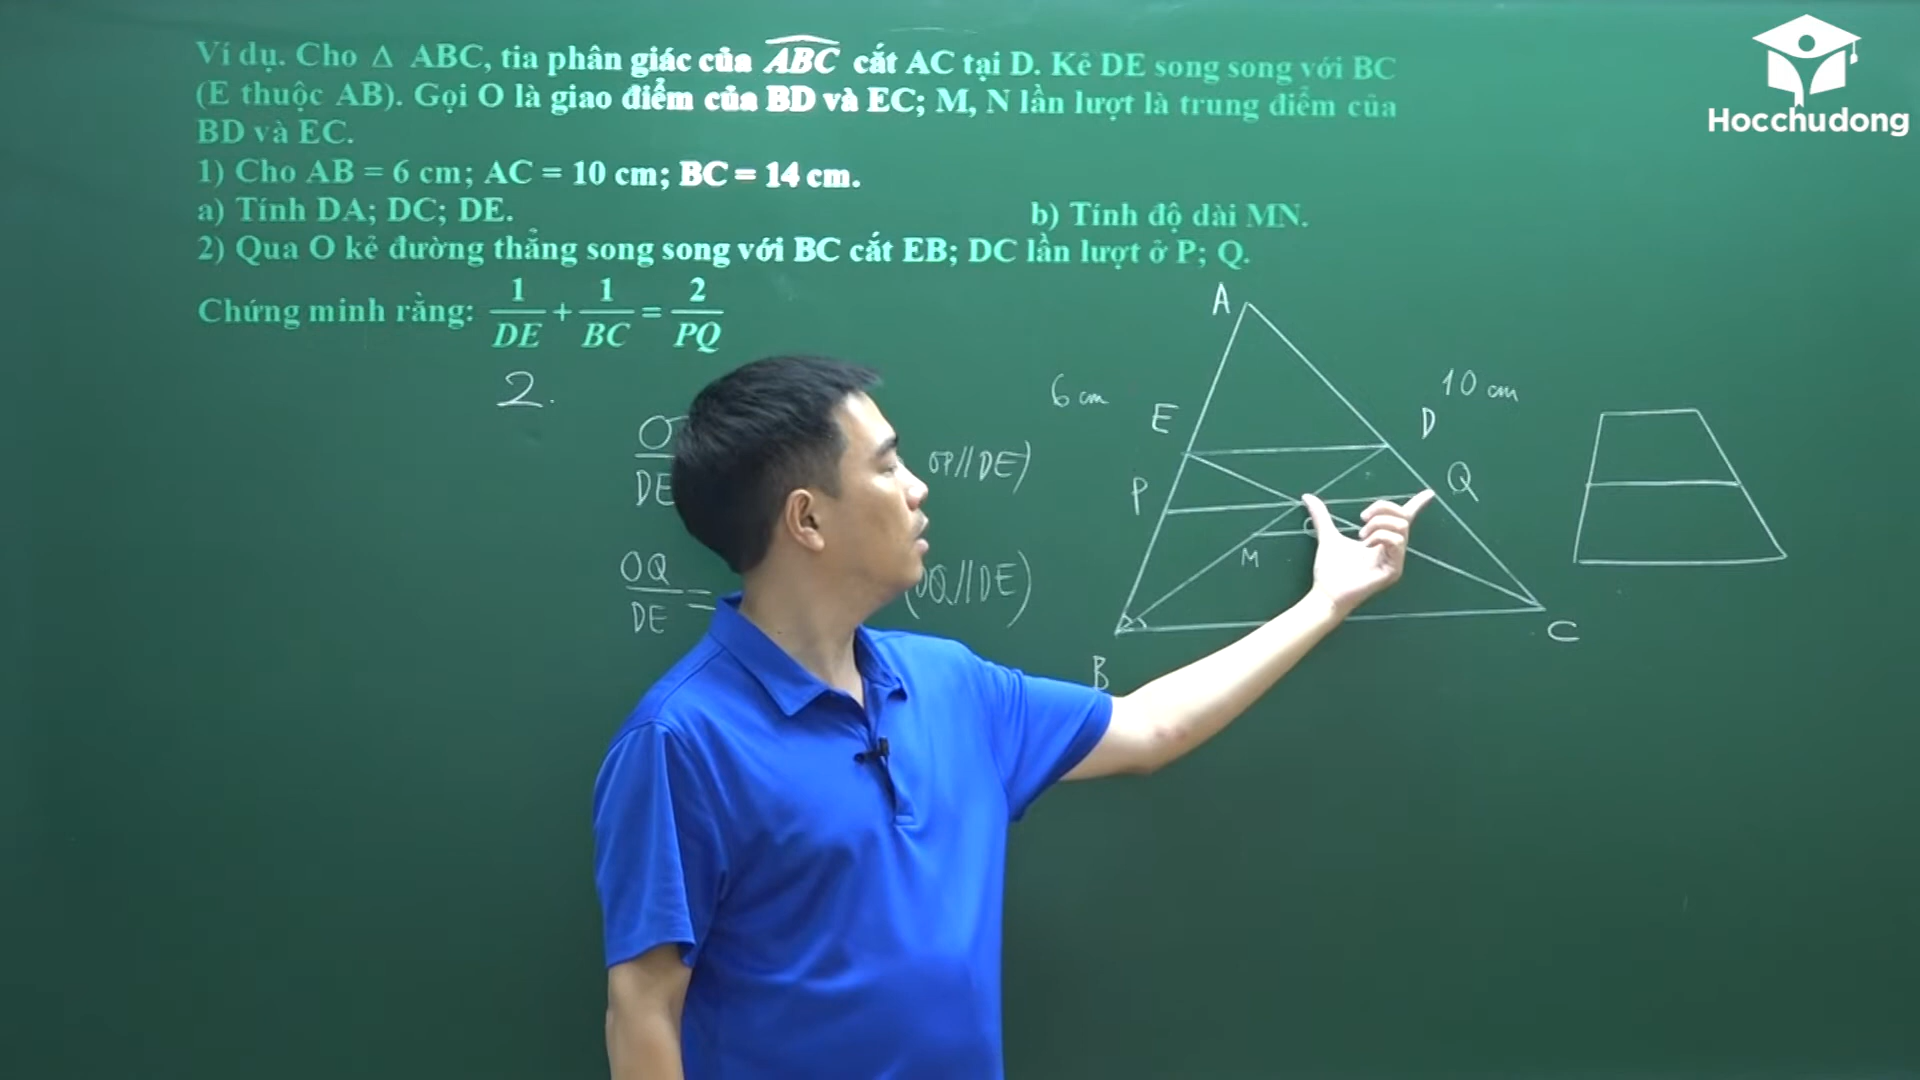 Hocchudong
Ví dụ. Cho Δ ABC, tia phân giác của \widehat{ABC} cắt AC tại D. Kẻ DE song song với BC
(E thuộc AB). Gọi O là giao điểm của BD và EC; M, N lần lượt là trung điểm của
BD và EC.
1) Cho AB = 6 cm; AC = 10 cm; BC = 14 cm.
a) Tính DA; DC; DE. b) Tính độ dài MN.
2) Qua O kẻ đường thẳng song song với BC cắt EB; DC lần lượt ở P; Q.
Chứng minh rằng: 1/DE + 1/BC = 2/PQ
2.
DE
OP//DE)
OQ/DE =
OQ//DE)
A
6 cm
10 cm
E
D
P
Q
M
B
C